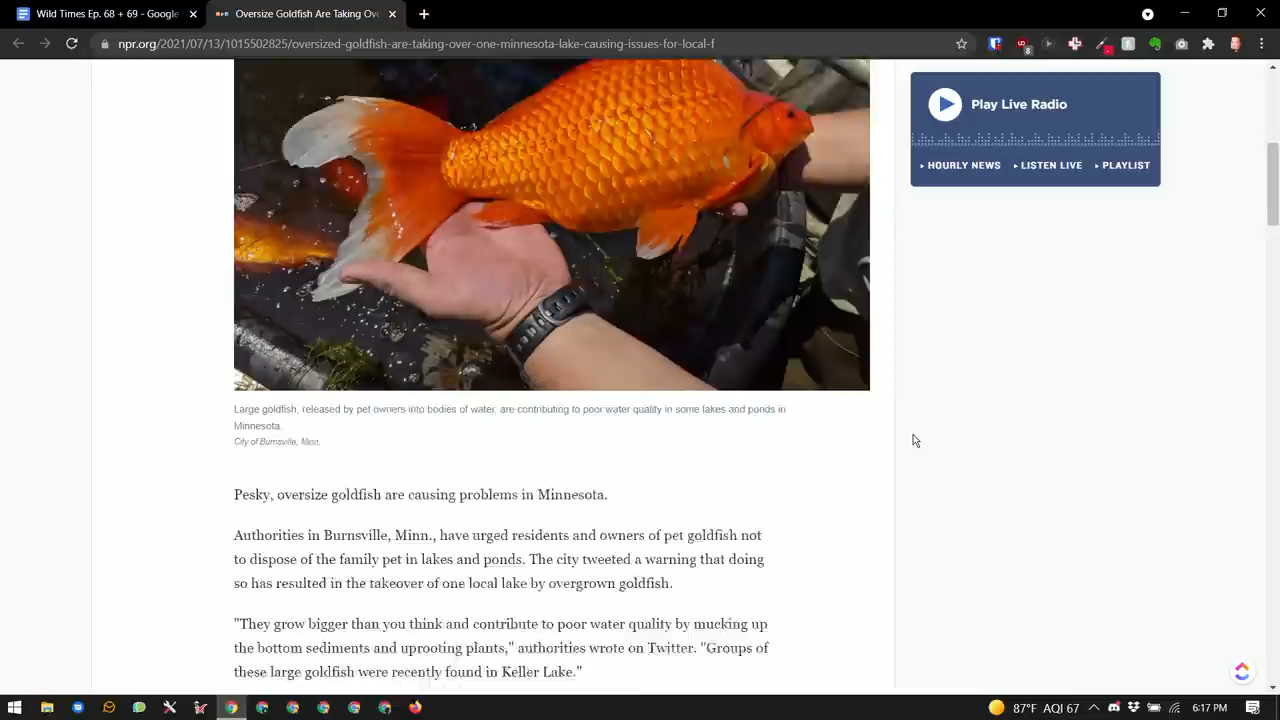 Wild Times Ep. 68 + 69 - Google
Oversized Goldfish Are Taking Ov
npr.org/2021/07/13/1015502825/oversized-goldfish-are-taking-over-one-minnesota-lake-causing-issues-for-local-f
Play Live Radio
HOURLY NEWS
LISTEN LIVE
PLAYLIST
Large goldfish, released by pet owners into bodies of water, are contributing to poor water quality in some lakes and ponds in
Minnesota.
City of Burnsville, Minn.
Pesky, oversize goldfish are causing problems in Minnesota.
Authorities in Burnsville, Minn., have urged residents and owners of pet goldfish not
to dispose of the family pet in lakes and ponds. The city tweeted a warning that doing
so has resulted in the takeover of one local lake by overgrown goldfish.
"They grow bigger than you think and contribute to poor water quality by mucking up
the bottom sediments and uprooting plants," authorities wrote on Twitter. "Groups of
these large goldfish were recently found in Keller Lake."
87°F AQI 67
6:17 PM